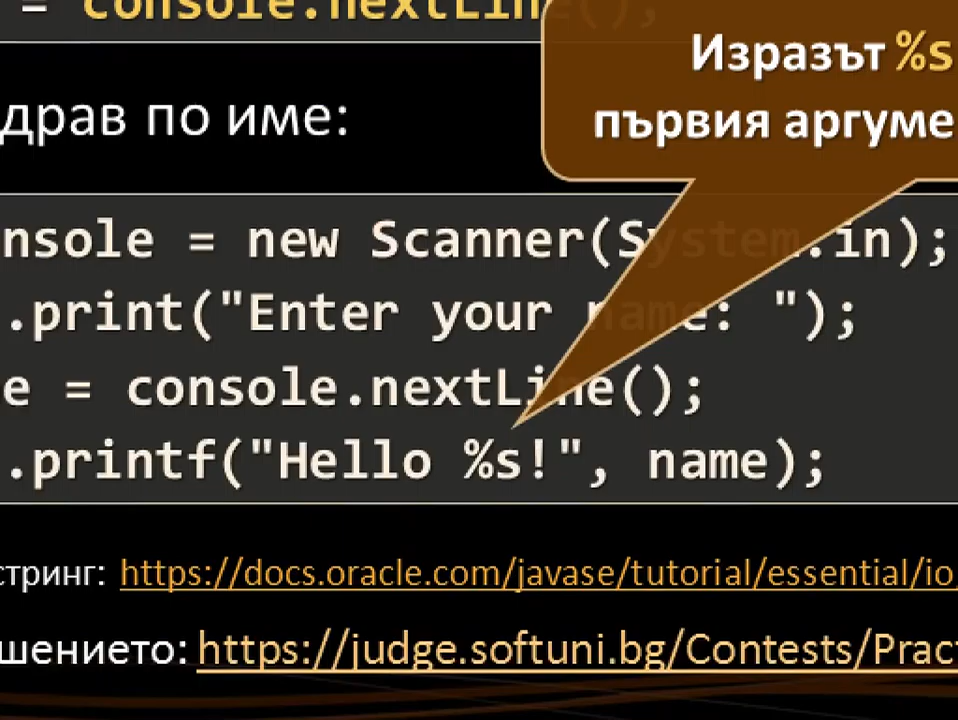 = console.nextLine();
Изразът %s
първия аргуме
драв по име:
nsole = new Scanner(System.in);
.print("Enter your name: ");
e = console.nextLine();
.printf("Hello %s!", name);
стринг: https://docs.oracle.com/javase/tutorial/essential/io/
шението: https://judge.softuni.bg/Contests/Pract